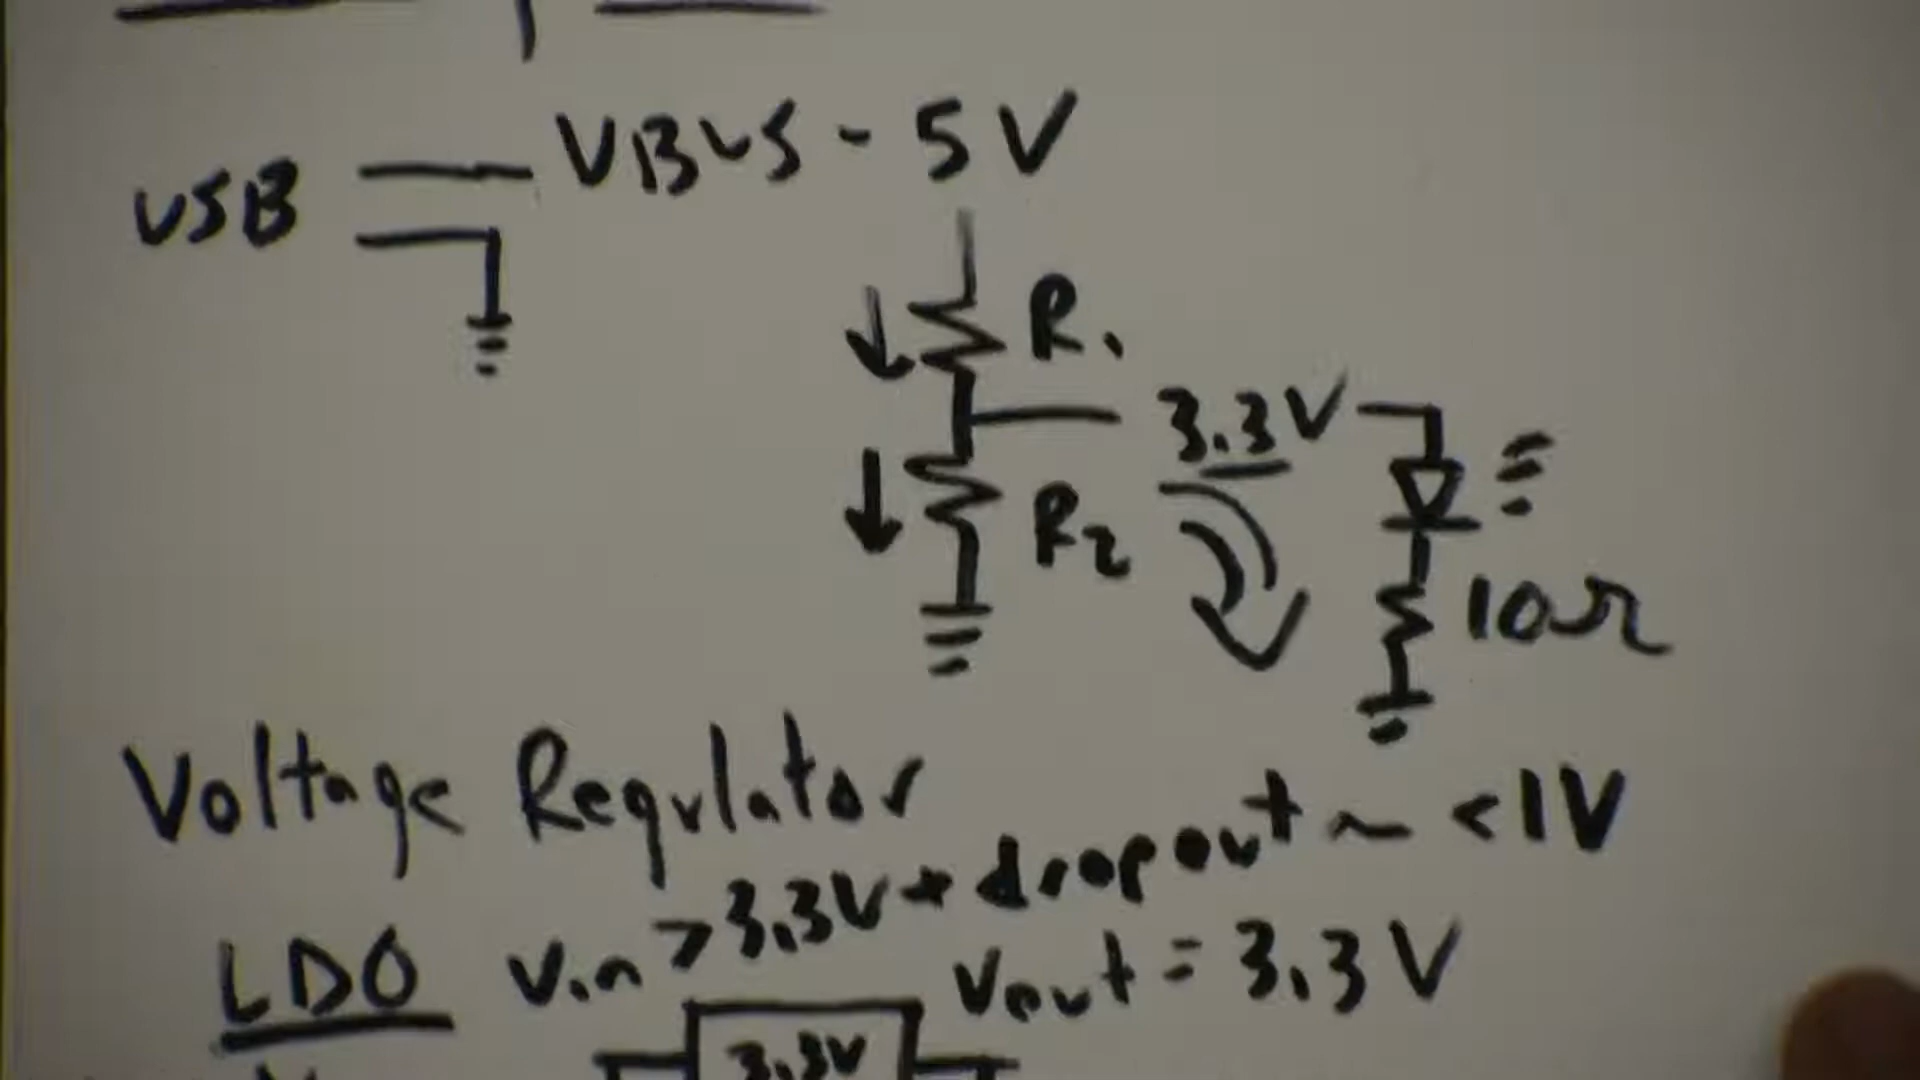 VBUS - 5V
USB
R1
3.3V
R2
10Ω
Voltage Regulator
Vin > 3.3V + dropout ~ <1V
LDO
Vout = 3.3V
3.3V